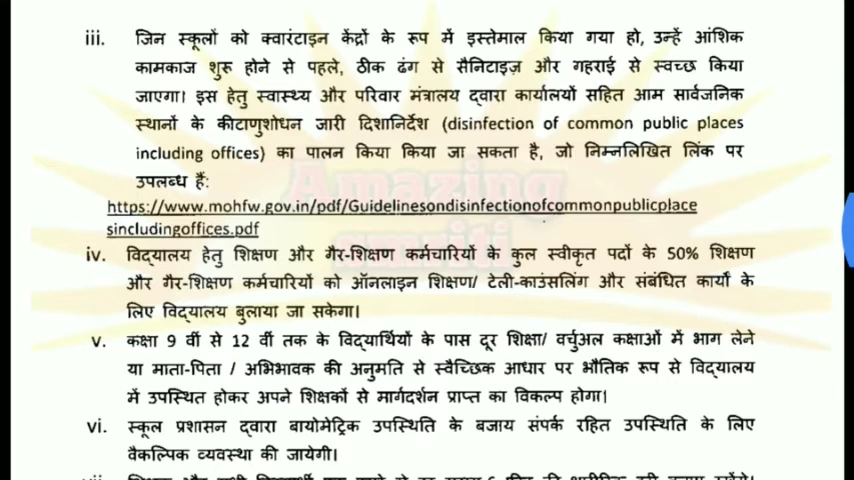 iii. जिन स्कूलों को क्वारंटाइन केंद्रों के रूप में इस्तेमाल किया गया हो, उन्हें आंशिक
कामकाज शुरू होने से पहले, ठीक ढंग से सैनिटाइज़ और गहराई से स्वच्छ किया
जाएगा। इस हेतु स्वास्थ्य और परिवार मंत्रालय द्वारा कार्यालयों सहित आम सार्वजनिक
स्थानों के कीटाणुशोधन जारी दिशानिर्देश (disinfection of common public places
including offices) का पालन किया किया जा सकता है, जो निम्नलिखित लिंक पर
उपलब्ध हैं:
https://www.mohfw.gov.in/pdf/Guidelinesondisinfectionofcommonpublicplace
sincludingoffices.pdf
iv. विद्यालय हेतु शिक्षण और गैर-शिक्षण कर्मचारियों के कुल स्वीकृत पदों के 50% शिक्षण
और गैर-शिक्षण कर्मचारियों को ऑनलाइन शिक्षण/ टेली-काउंसलिंग और संबंधित कार्यों के
लिए विद्यालय बुलाया जा सकेगा।
v. कक्षा 9 वीं से 12 वीं तक के विद्यार्थियों के पास दूर शिक्षा/ वर्चुअल कक्षाओं में भाग लेने
या माता-पिता / अभिभावक की अनुमति से स्वैच्छिक आधार पर भौतिक रूप से विद्यालय
में उपस्थित होकर अपने शिक्षकों से मार्गदर्शन प्राप्त का विकल्प होगा।
vi. स्कूल प्रशासन द्वारा बायोमेट्रिक उपस्थिति के बजाय संपर्क रहित उपस्थिति के लिए
वैकल्पिक व्यवस्था की जायेगी।
Amazing
smriti